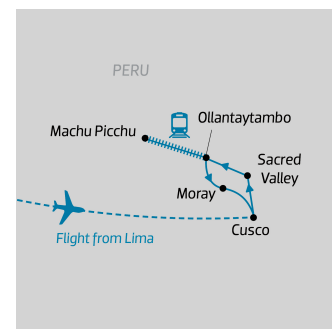 PERU
Ollantaytambo
Machu Picchu
Sacred
Valley
Moray
Cusco
Flight from Lima